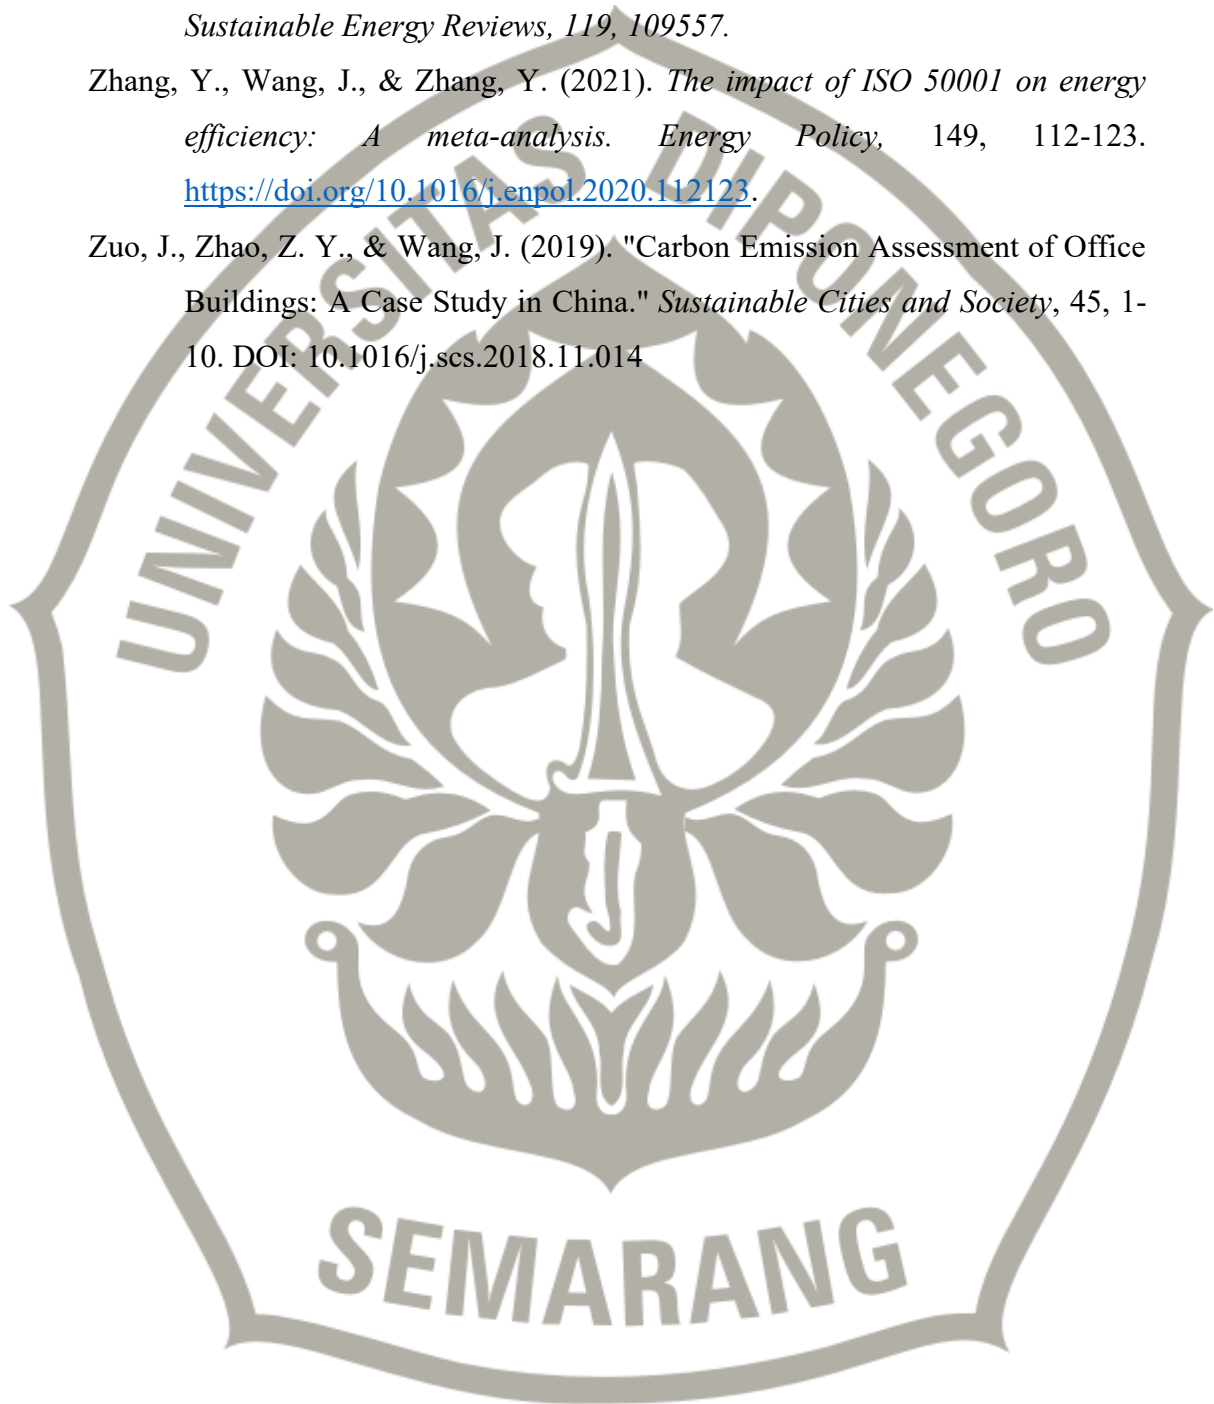 Sustainable Energy Reviews, 119, 109557.
Zhang, Y., Wang, J., & Zhang, Y. (2021). The impact of ISO 50001 on energy
efficiency: A meta-analysis. Energy Policy, 149, 112-123.
https://doi.org/10.1016/j.enpol.2020.112123.
Zuo, J., Zhao, Z. Y., & Wang, J. (2019). "Carbon Emission Assessment of Office
Buildings: A Case Study in China." Sustainable Cities and Society, 45, 1-
10. DOI: 10.1016/j.scs.2018.11.014
UNIVERSITAS DIPONEGORO
SEMARANG